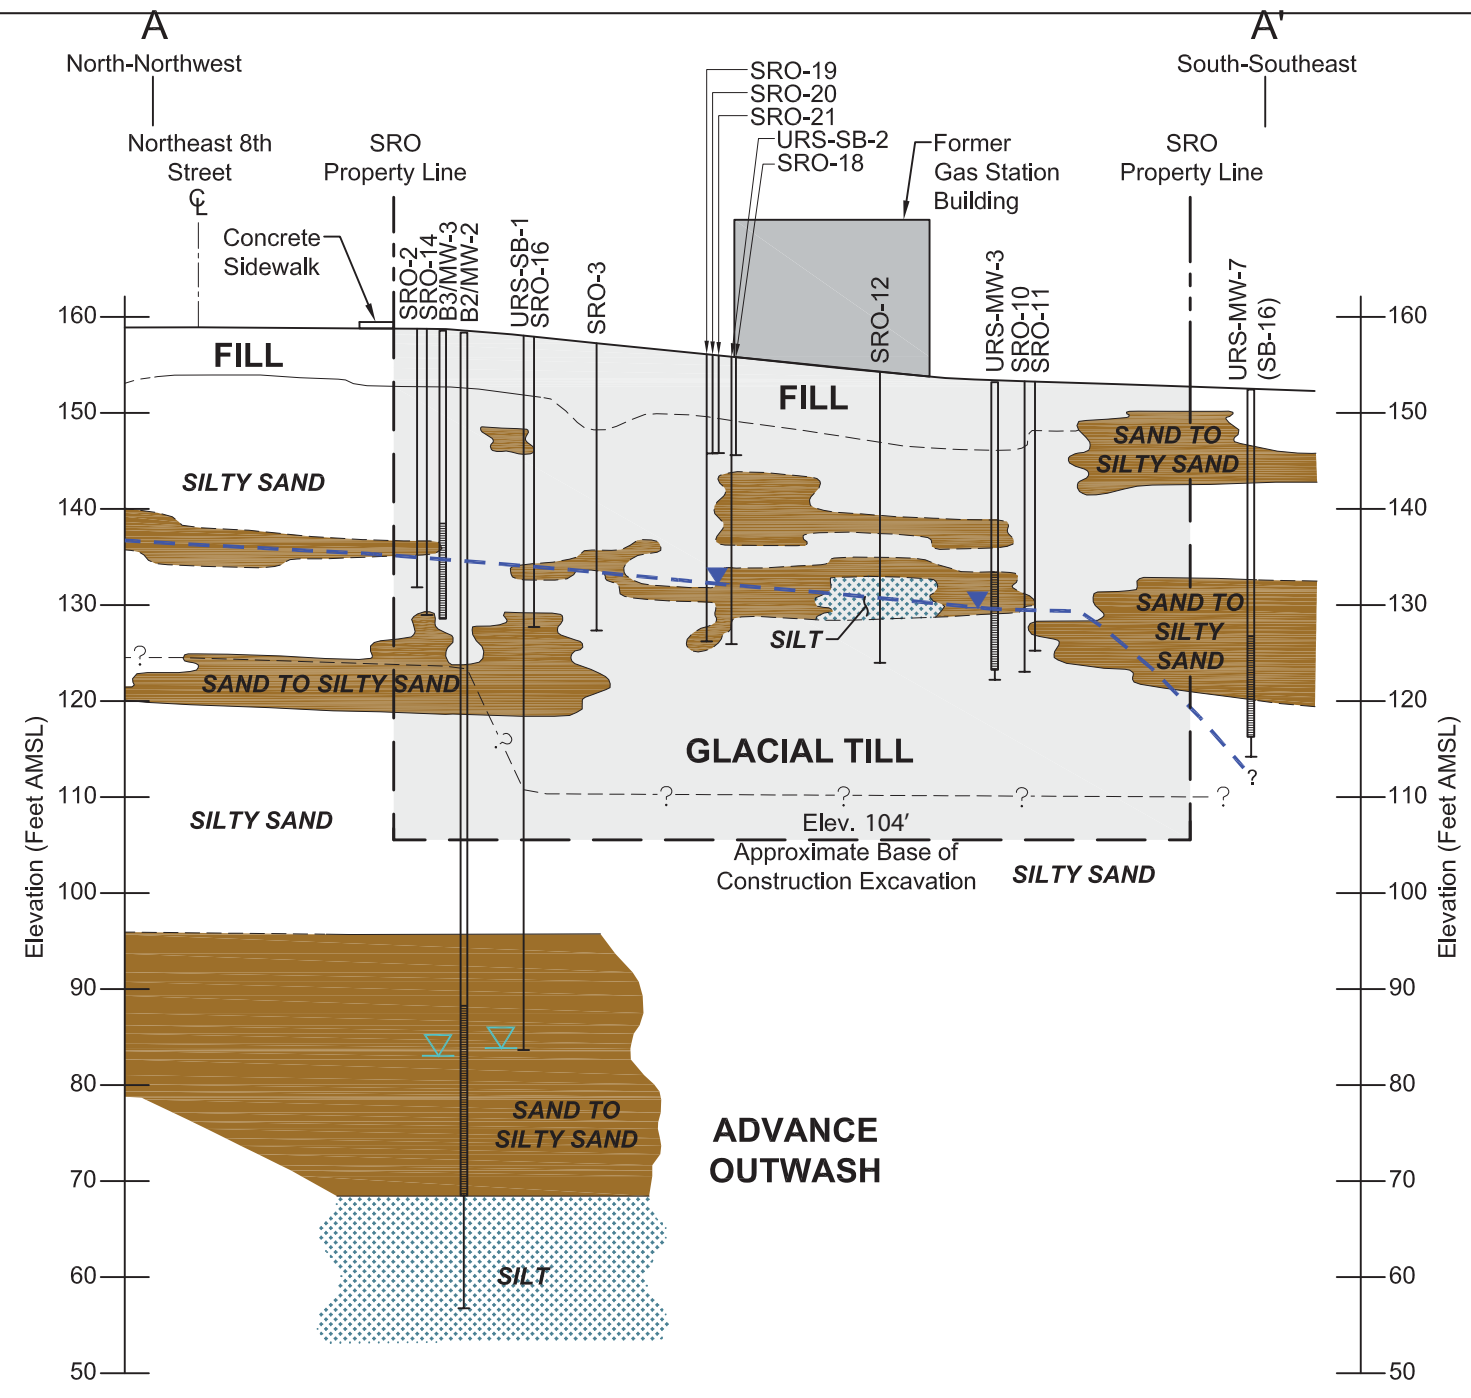 A
A'
North-Northwest
South-Southeast
SRO-19
SRO-20
SRO-21
URS-SB-2
SRO-18
Northeast 8th
Street
℄
SRO
Property Line
Former
Gas Station
Building
SRO
Property Line
Concrete
Sidewalk
SRO-2
SRO-14
B3/MW-3
B2/MW-2
URS-SB-1
SRO-16
SRO-3
SRO-12
URS-MW-3
SRO-10
SRO-11
URS-MW-7
(SB-16)
160
160
FILL
FILL
150
150
SAND TO
SILTY SAND
SILTY SAND
140
140
130
130
SAND TO
SILTY
SAND
SILT
?
SAND TO SILTY SAND
120
120
?
GLACIAL TILL
?
110
110
?
?
?
?
Elev. 104'
SILTY SAND
Approximate Base of
Construction Excavation
SILTY SAND
100
100
Elevation (Feet AMSL)
Elevation (Feet AMSL)
90
90
80
80
SAND TO
SILTY SAND
ADVANCE
OUTWASH
70
70
SILT
60
60
50
50